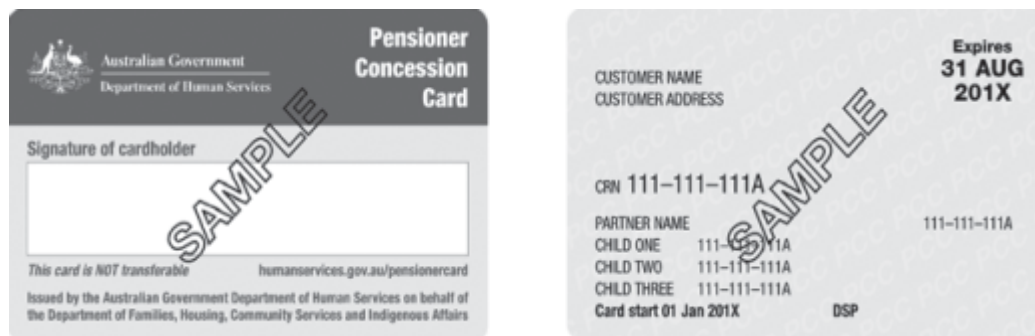 Australian Government
Department of Human Services
Pensioner
Concession
Card
Signature of cardholder
SAMPLE
This card is NOT transferable humanservices.gov.au/pensionercard
Issued by the Australian Government Department of Human Services on behalf of
the Department of Families, Housing, Community Services and Indigenous Affairs
Expires
31 AUG
201X
CUSTOMER NAME
CUSTOMER ADDRESS
CRN 111–111–111A
SAMPLE
PARTNER NAME 111–111–111A
CHILD ONE 111–111–111A
CHILD TWO 111–111–111A
CHILD THREE 111–111–111A
Card start 01 Jan 201X DSP